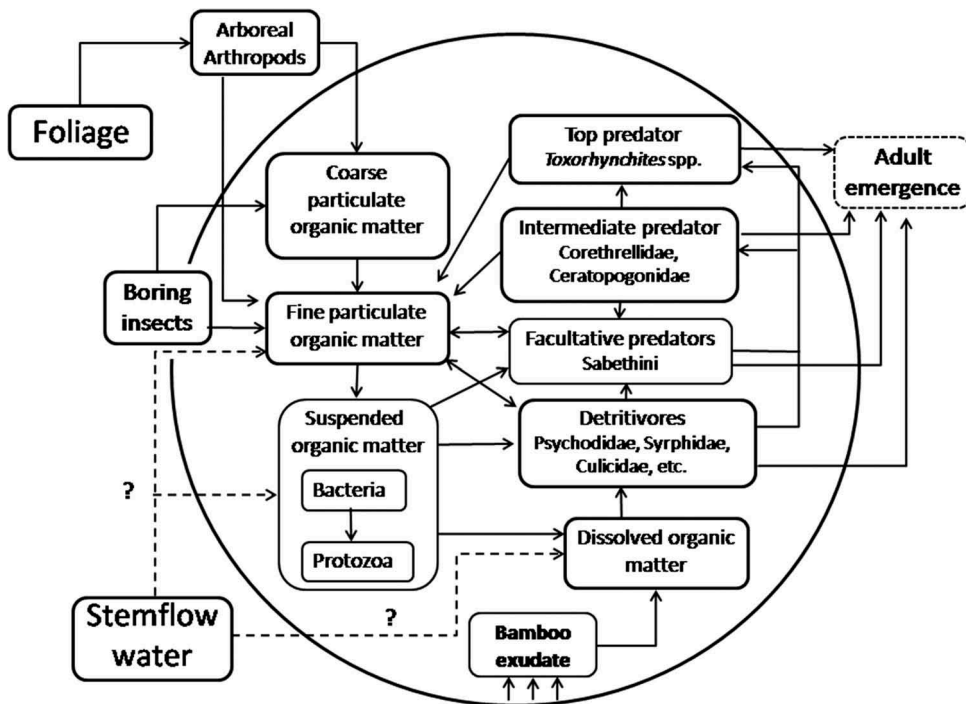 Arboreal
Arthropods
Foliage
Coarse
particulate
organic matter
Boring
insects
Fine particulate
organic matter
Suspended
organic matter
Bacteria
Protozoa
?
Stemflow
water
?
Top predator
Toxorhynchites spp.
Intermediate predator
Corethrellidae,
Ceratopogonidae
Facultative predators
Sabethini
Detritivores
Psychodidae, Syrphidae,
Culicidae, etc.
Dissolved organic
matter
Bamboo
exudate
Adult
emergence